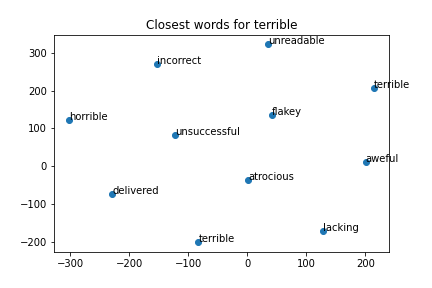 Closest words for terrible
unreadable
incorrect
terrible
horrible
flakey
unsuccessful
aweful
atrocious
delivered
lacking
terrible
300
200
100
0
−100
−200
−300
−200
−100
0
100
200